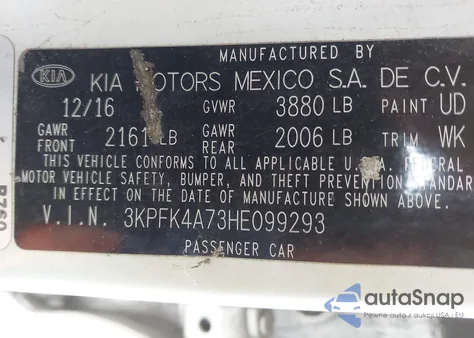 MANUFACTURED BY
KIA KIA MOTORS MEXICO S.A. DE C.V.
12/16 GVWR 3880 LB PAINT UD
GAWR FRONT 2161 LB GAWR REAR 2006 LB TRIM WK
THIS VEHICLE CONFORMS TO ALL APPLICABLE U.S.A. FEDERAL
MOTOR VEHICLE SAFETY, BUMPER, AND THEFT PREVENTION STANDARDS
IN EFFECT ON THE DATE OF MANUFACTURE SHOWN ABOVE.
V.I.N. 3KPFK4A73HE099293
PASSENGER CAR
B760
autoSnap
Pewne auta z aukcji USA i EU